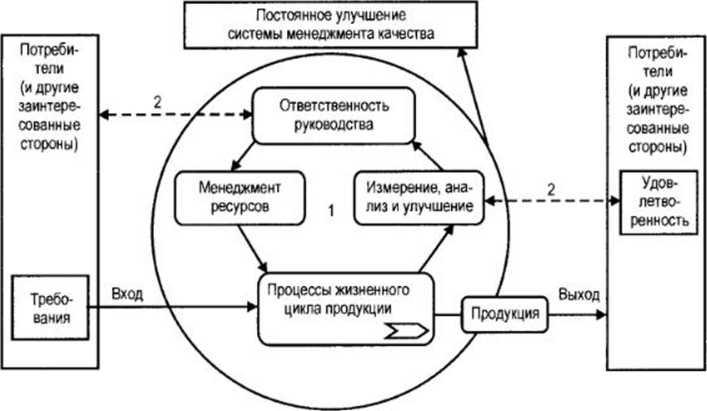 Постоянное улучшение
системы менеджмента качества
Потреби-
тели
(и другие
заинтере-
сованные
стороны)
2
Ответственность
руководства
Потреби-
тели
(и другие
заинтере-
сованные
стороны)
Менеджмент
ресурсов
1
Измерение, ана-
лиз и улучшение
2
Удов-
летво-
ренность
Требо-
вания
Вход
Процессы жизненного
цикла продукции
Продукция
Выход